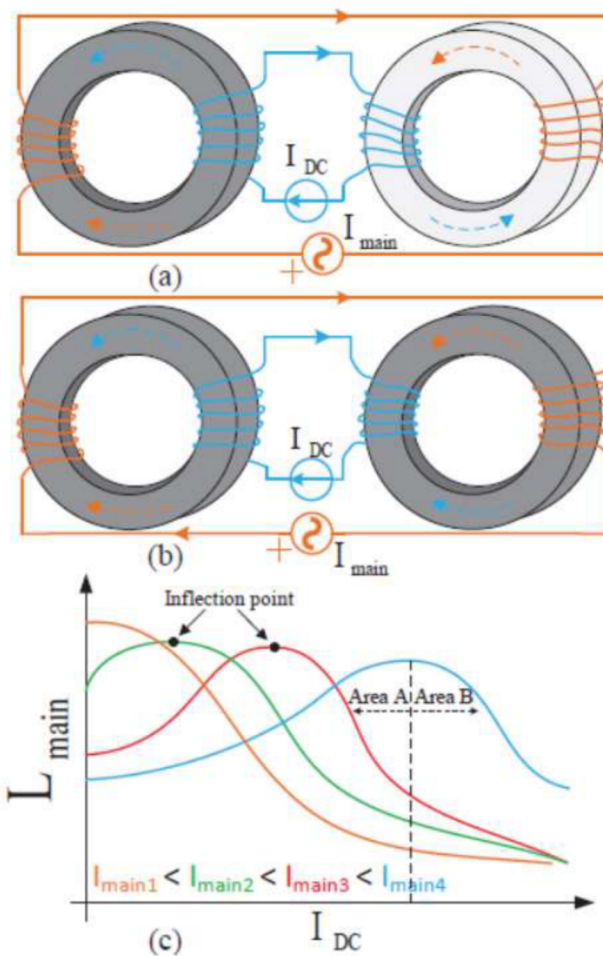 I DC
I main
+
(a)
I DC
+
I main
(b)
Inflection point
Area A Area B
L main
I main1 < I main2 < I main3 < I main4
I DC
(c)